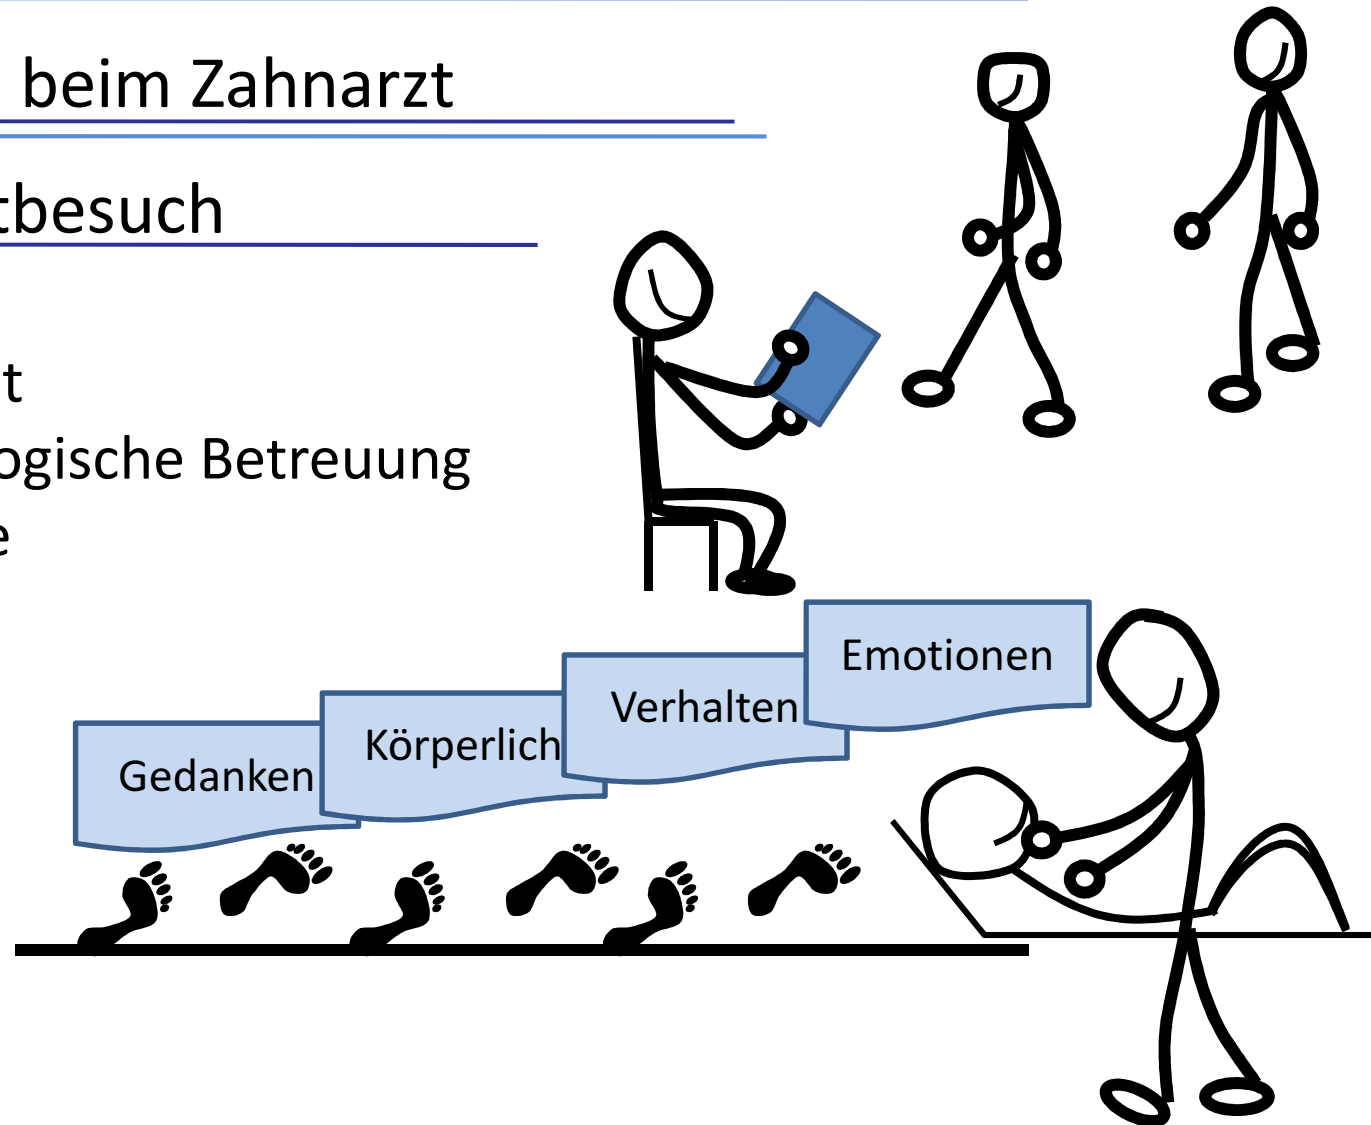 beim Zahnarzt
tbesuch
t
ogische Betreuung
e
Emotionen
Verhalten
Körperlich
Gedanken